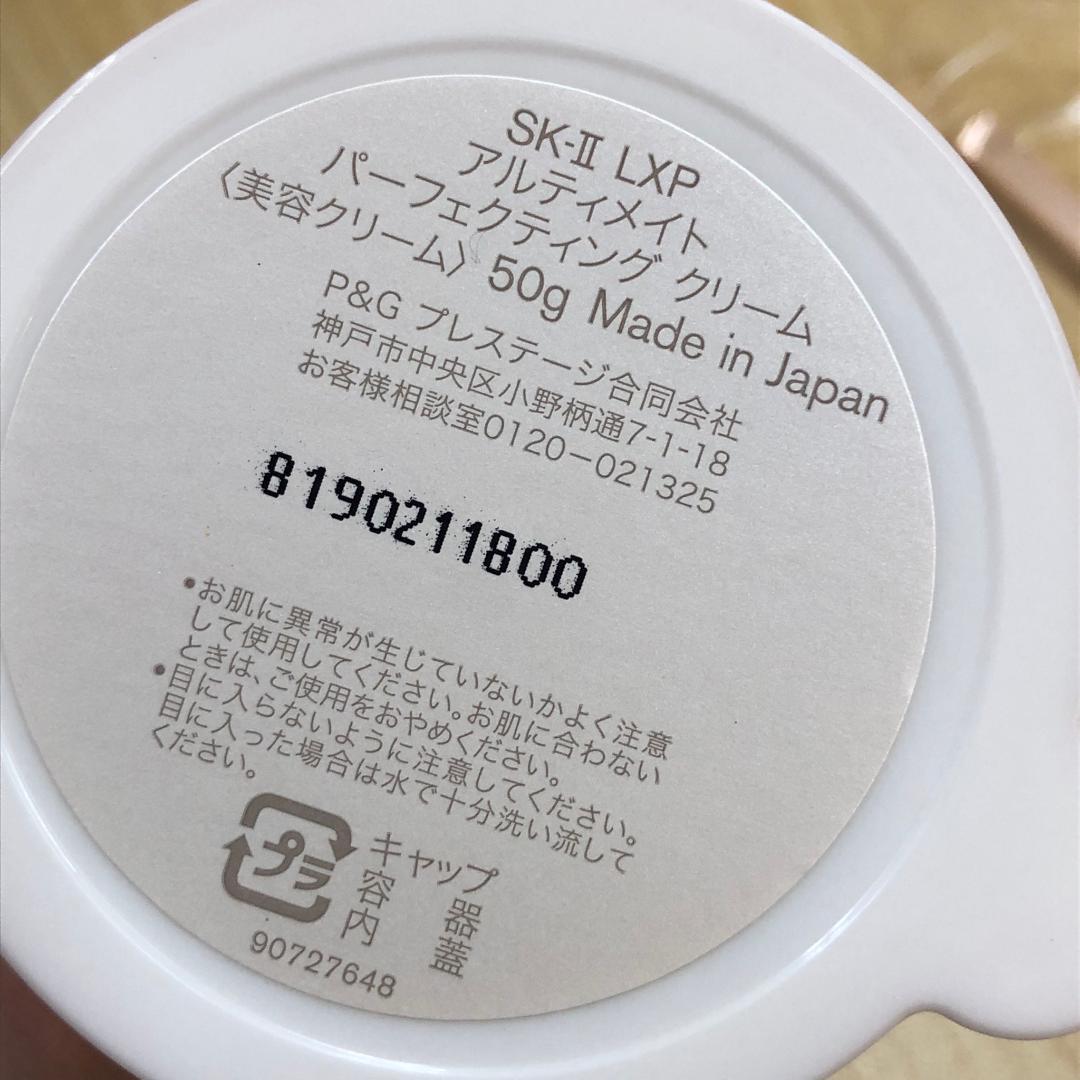 SK-II LXP
アルティメイト
パーフェクティング クリーム
〈美容クリーム〉 50g Made in Japan
P&G プレステージ合同会社
神戸市中央区小野柄通7-1-18
お客様相談室0120-021325
8190211800
•お肌に異常が生じていないかよく注意
して使用してください。お肌に合わない
ときは、ご使用をおやめください。
•目に入らないように注意してください。
目に入った場合は水で十分洗い流して
ください。
プラ
キャップ
容器
内蓋
90727648